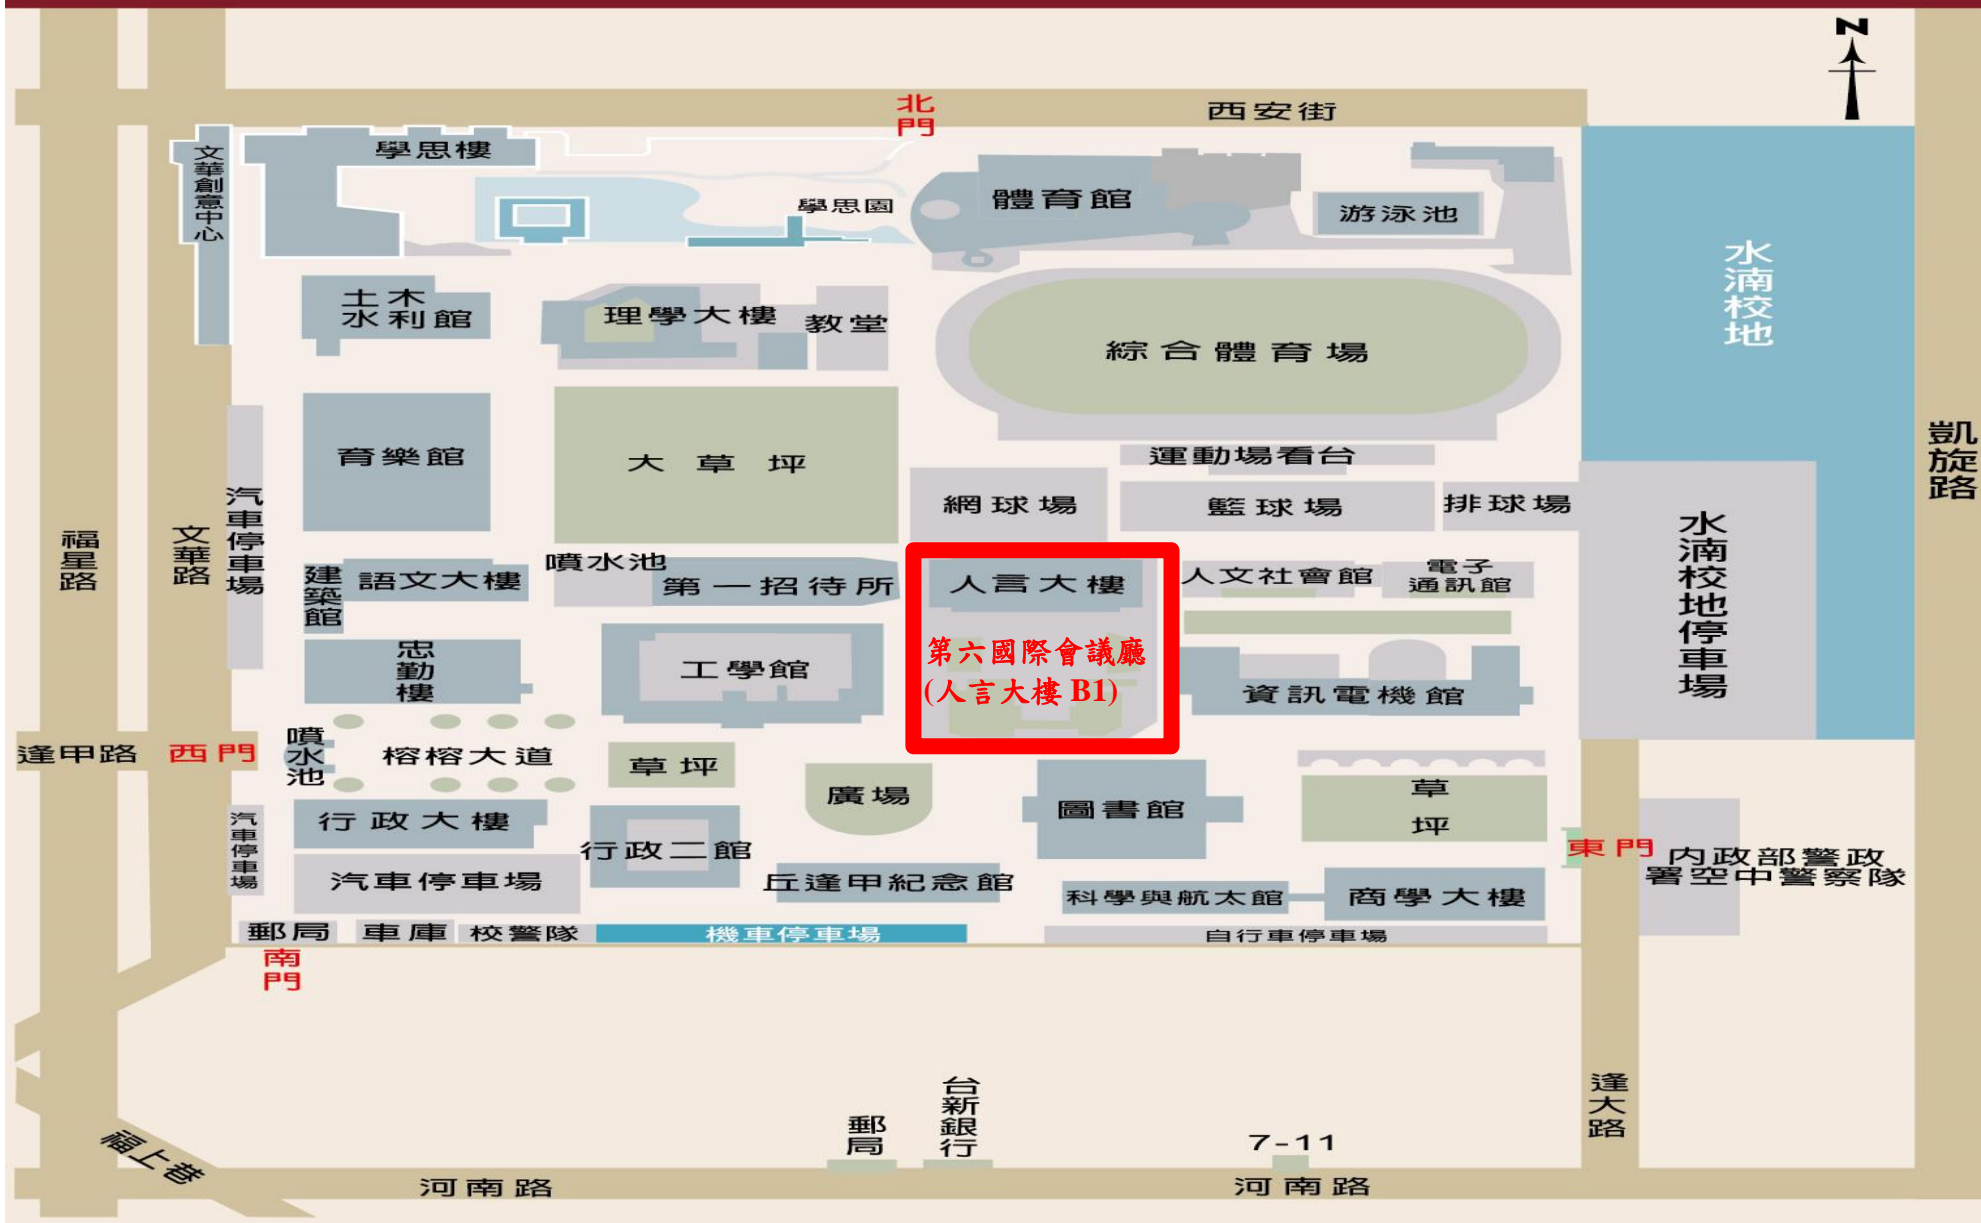 N
北門
西安街
學思樓
文華創意中心
學思園
體育館
游泳池
水湳校地
土木
水利館
理學大樓
教堂
綜合體育場
凱旋路
育樂館
大草坪
運動場看台
汽車停車場
網球場
籃球場
排球場
福星路
文華路
水湳校地停車場
建築館
語文大樓
噴水池
第一招待所
人言大樓
人文社會館
電子
通訊館
忠勤樓
工學館
第六國際會議廳
(人言大樓 B1)
資訊電機館
逢甲路
西門
噴水池
榕榕大道
草坪
廣場
圖書館
草
坪
汽車停車場
行政大樓
行政二館
東門
內政部警政
署空中警察隊
汽車停車場
丘逢甲紀念館
科學與航太館
商學大樓
郵局
車庫
校警隊
機車停車場
自行車停車場
南門
郵局
台新銀行
7-11
逢大路
福上巷
河南路
河南路